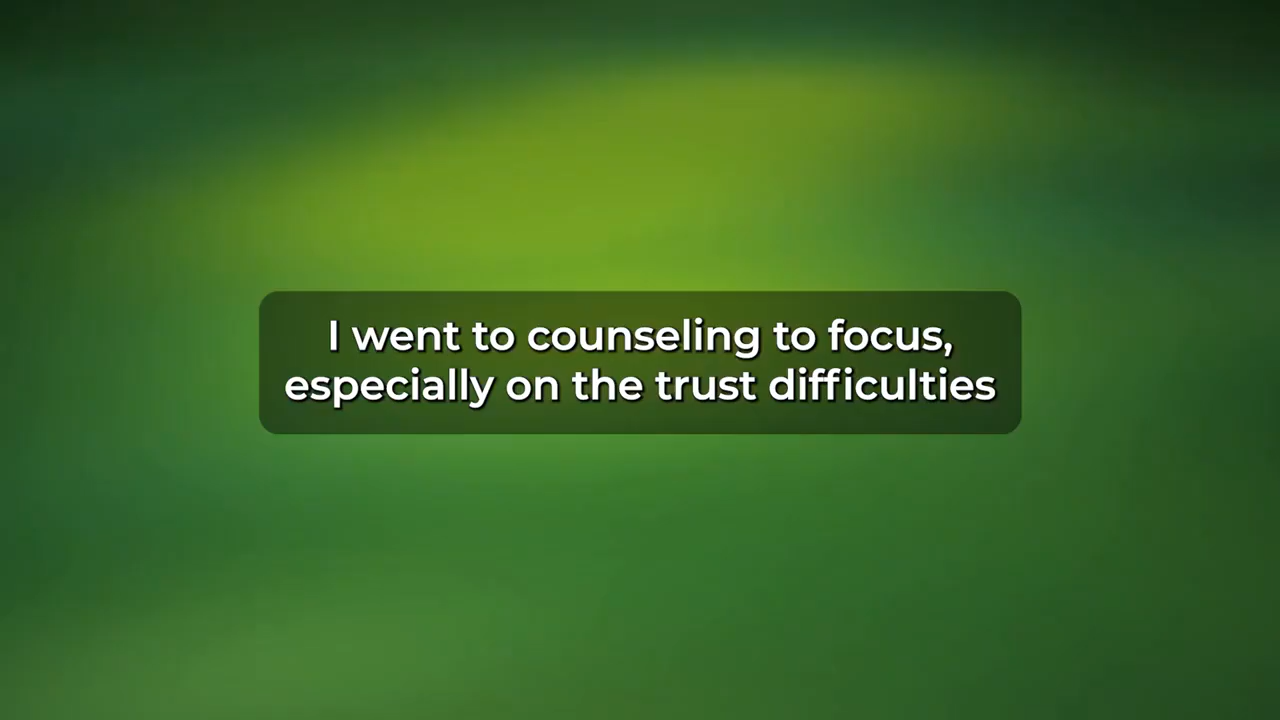 I went to counseling to focus,
especially on the trust difficulties